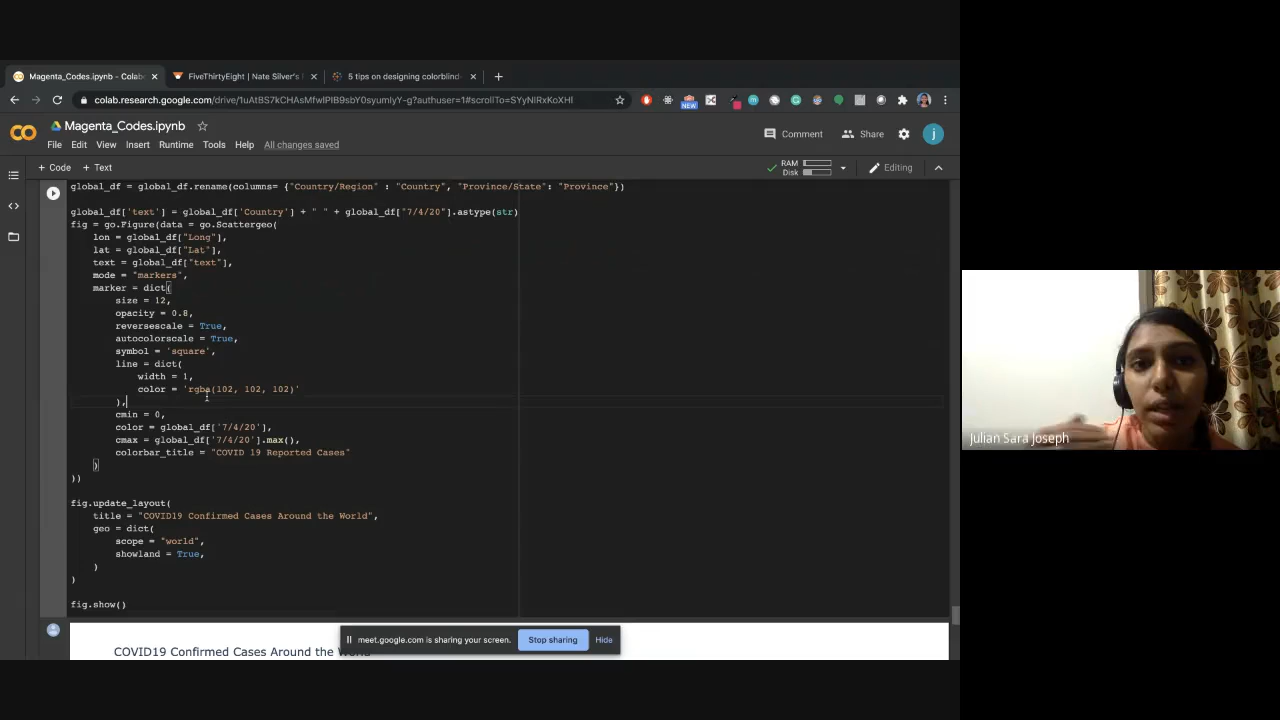 Magenta_Codes.ipynb - Colab
FiveThirtyEight | Nate Silver's
5 tips on designing colorblind-
colab.research.google.com/drive/1uAtBS7kCHAsMfwlPIB9sbY0syumlyY-g?authuser=1#scrollTo=SYyNlRxKoXHl
NEW
Magenta_Codes.ipynb
Comment
Share
j
File Edit View Insert Runtime Tools Help All changes saved
+ Code + Text
RAM
Disk
Editing
global_df = global_df.rename(columns= {"Country/Region" : "Country", "Province/State": "Province"})
global_df['text'] = global_df['Country'] + " " + global_df["7/4/20"].astype(str)
fig = go.Figure(data = go.Scattergeo(
lon = global_df["Long"],
lat = global_df["Lat"],
text = global_df["text"],
mode = "markers",
marker = dict(
size = 12,
opacity = 0.8,
reversescale = True,
autocolorscale = True,
symbol = 'square',
line = dict(
width = 1,
color = 'rgba(102, 102, 102)'
),
cmin = 0,
color = global_df['7/4/20'],
cmax = global_df['7/4/20'].max(),
colorbar_title = "COVID 19 Reported Cases"
)
))
fig.update_layout(
title = "COVID19 Confirmed Cases Around the World",
geo = dict(
scope = "world",
showland = True,
)
)
fig.show()
meet.google.com is sharing your screen. Stop sharing Hide
COVID19 Confirmed Cases Around the World
Julian Sara Joseph